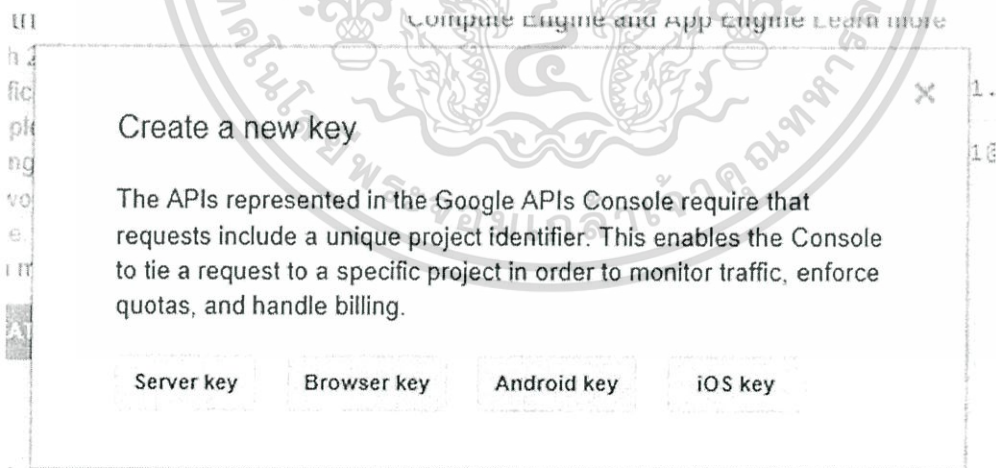 Compute Engine and App Engine Learn more
Create a new key
The APIs represented in the Google APIs Console require that
requests include a unique project identifier. This enables the Console
to tie a request to a specific project in order to monitor traffic, enforce
quotas, and handle billing.
Server key Browser key Android key iOS key